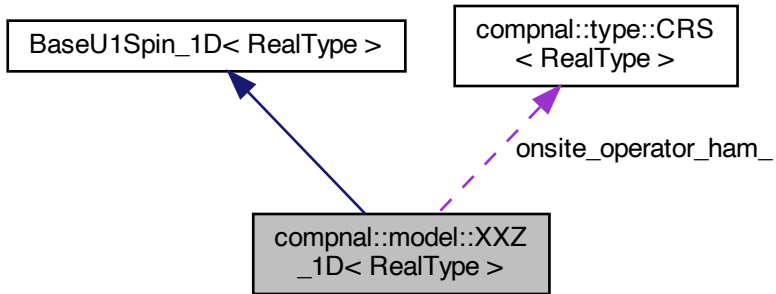 BaseU1Spin_1D< RealType >
compnal::type::CRS
< RealType >
onsite_operator_ham_
compnal::model::XXZ
_1D< RealType >